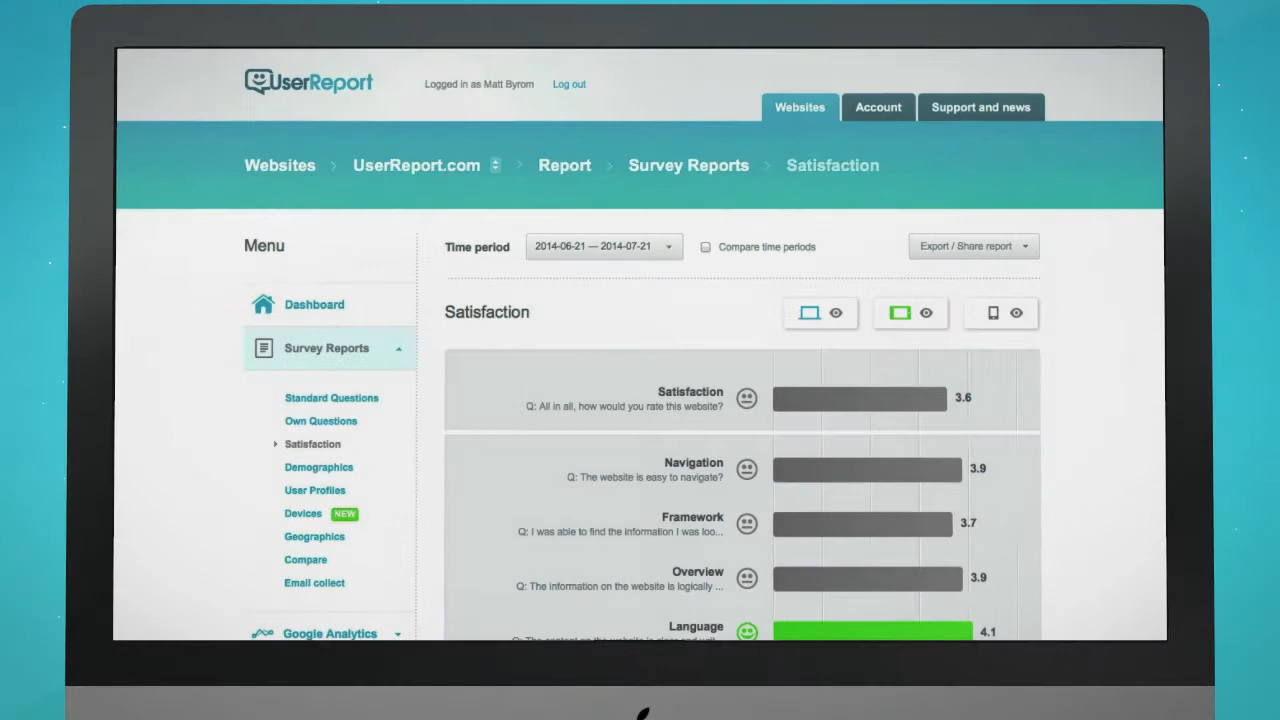 UserReport
Logged in as Matt Byrom
Log out
Websites
Account
Support and news
Websites
UserReport.com
Report
Survey Reports
Satisfaction
Menu
Time period
2014-06-21 — 2014-07-21
Compare time periods
Export / Share report
Dashboard
Survey Reports
Standard Questions
Own Questions
Satisfaction
Demographics
User Profiles
Devices NEW
Geographics
Compare
Email collect
Google Analytics
Satisfaction
Satisfaction
Q: All in all, how would you rate this website?
3.6
Navigation
Q: The website is easy to navigate?
3.9
Framework
Q: I was able to find the information I was loo...
3.7
Overview
Q: The information on the website is logically ...
3.9
Language
4.1